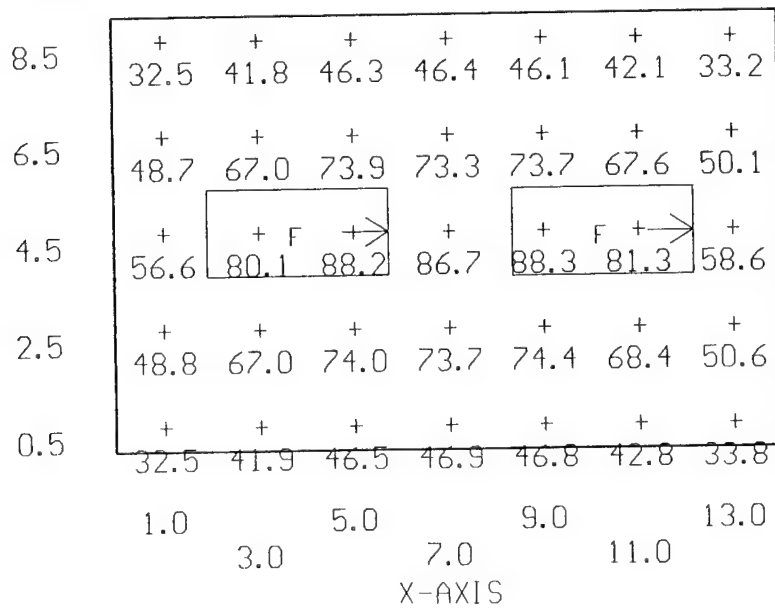 8.5 + + + + + + +
32.5 41.8 46.3 46.4 46.1 42.1 33.2
6.5 + + + + + + +
48.7 67.0 73.9 73.3 73.7 67.6 50.1
4.5 + + F + + + F + +
56.6 80.1 88.2 86.7 88.3 81.3 58.6
2.5 + + + + + + +
48.8 67.0 74.0 73.7 74.4 68.4 50.6
0.5 + + + + + + +
32.5 41.9 46.5 46.9 46.8 42.8 33.8
1.0 5.0 9.0 13.0
3.0 7.0 11.0
X-AXIS